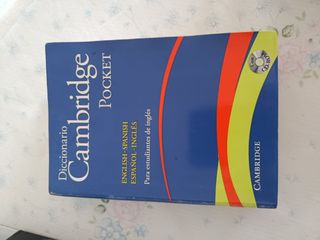 Diccionario
Cambridge
POCKET
ENGLISH-SPANISH
ESPAÑOL-INGLÉS
Para estudiantes de inglés
CAMBRIDGE